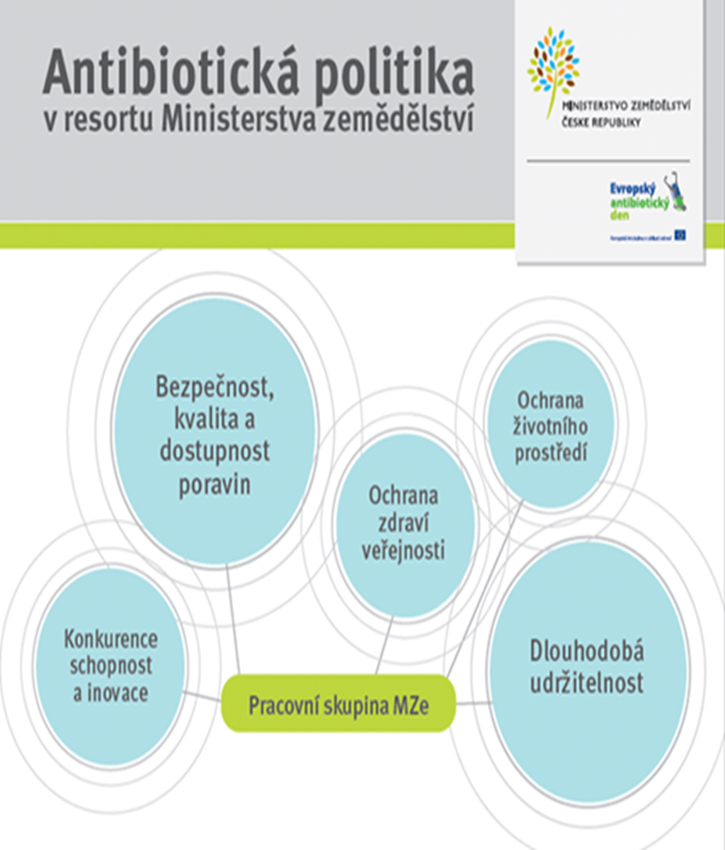 Antibiotická politika
v resortu Ministerstva zemědělství
MINISTERSTVO ZEMĚDĚLSTVÍ
ČESKÉ REPUBLIKY
Evropský
antibiotický
den
Bezpečnost,
kvalita a
dostupnost
poravin
Ochrana
životního
prostředí
Ochrana
zdraví
veřejnosti
Konkurence
schopnost
a inovace
Dlouhodobá
udržitelnost
Pracovní skupina MZe